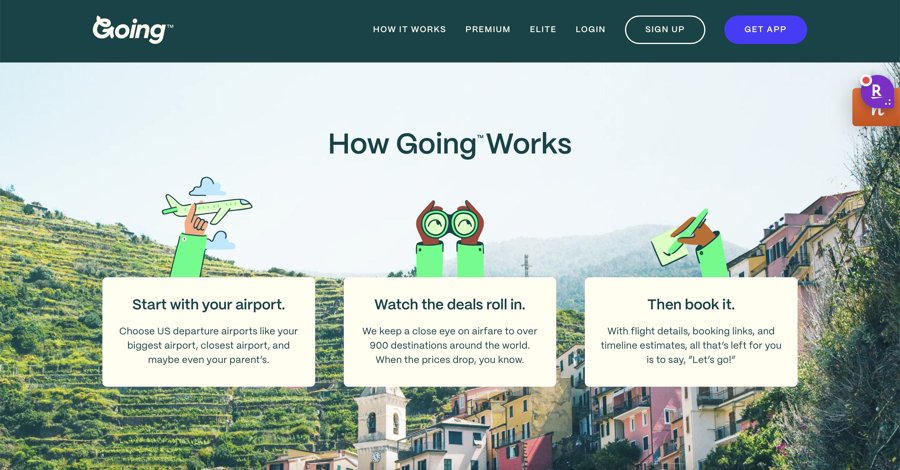 Going™
HOW IT WORKS
PREMIUM
ELITE
LOGIN
SIGN UP
GET APP
R
How Going™ Works
Start with your airport.
Choose US departure airports like your
biggest airport, closest airport, and
maybe even your parent's.
Watch the deals roll in.
We keep a close eye on airfare to over
900 destinations around the world.
When the prices drop, you know.
Then book it.
With flight details, booking links, and
timeline estimates, all that's left for you
is to say, “Let's go!”